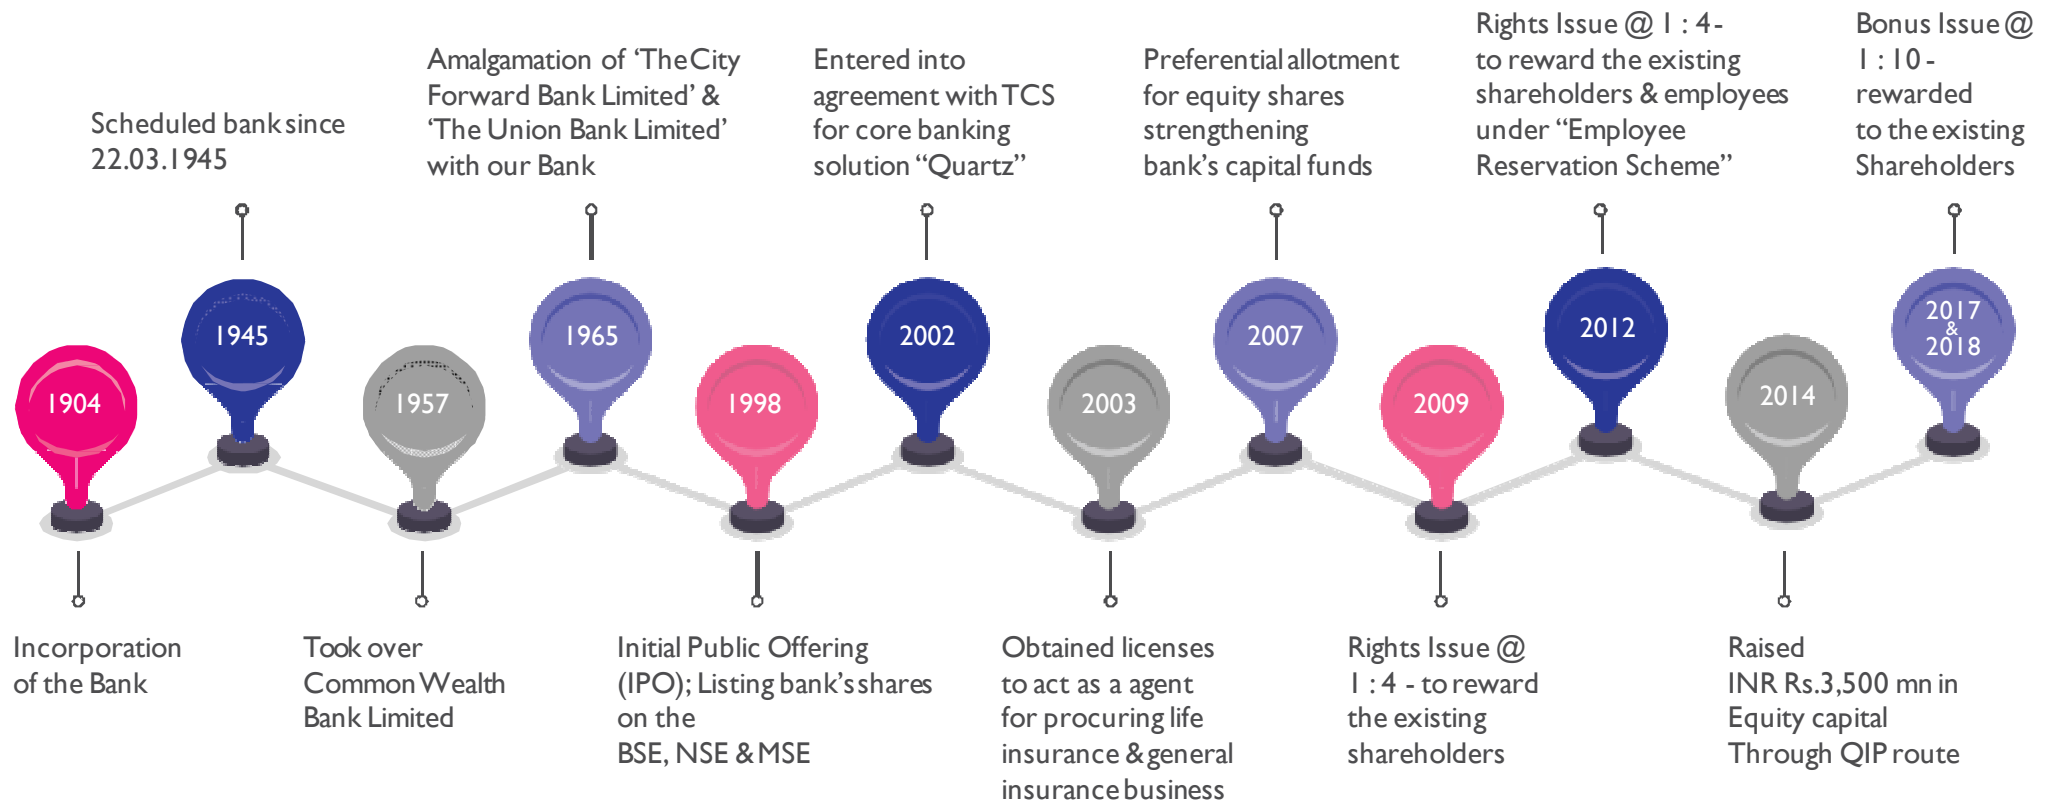 Scheduled bank since
22.03.1945
Amalgamation of ‘The City
Forward Bank Limited’ &
‘The Union Bank Limited’
with our Bank
Entered into
agreement with TCS
for core banking
solution “Quartz”
Preferential allotment
for equity shares
strengthening
bank’s capital funds
Rights Issue @ 1 : 4 -
to reward the existing
shareholders & employees
under “Employee
Reservation Scheme”
Bonus Issue @
1 : 10 -
rewarded
to the existing
Shareholders
1904
1945
1957
1965
1998
2002
2003
2007
2009
2012
2014
2017
&
2018
Incorporation
of the Bank
Took over
Common Wealth
Bank Limited
Initial Public Offering
(IPO); Listing bank’s shares
on the
BSE, NSE & MSE
Obtained licenses
to act as a agent
for procuring life
insurance & general
insurance business
Rights Issue @
1 : 4 - to reward
the existing
shareholders
Raised
INR Rs.3,500 mn in
Equity capital
Through QIP route